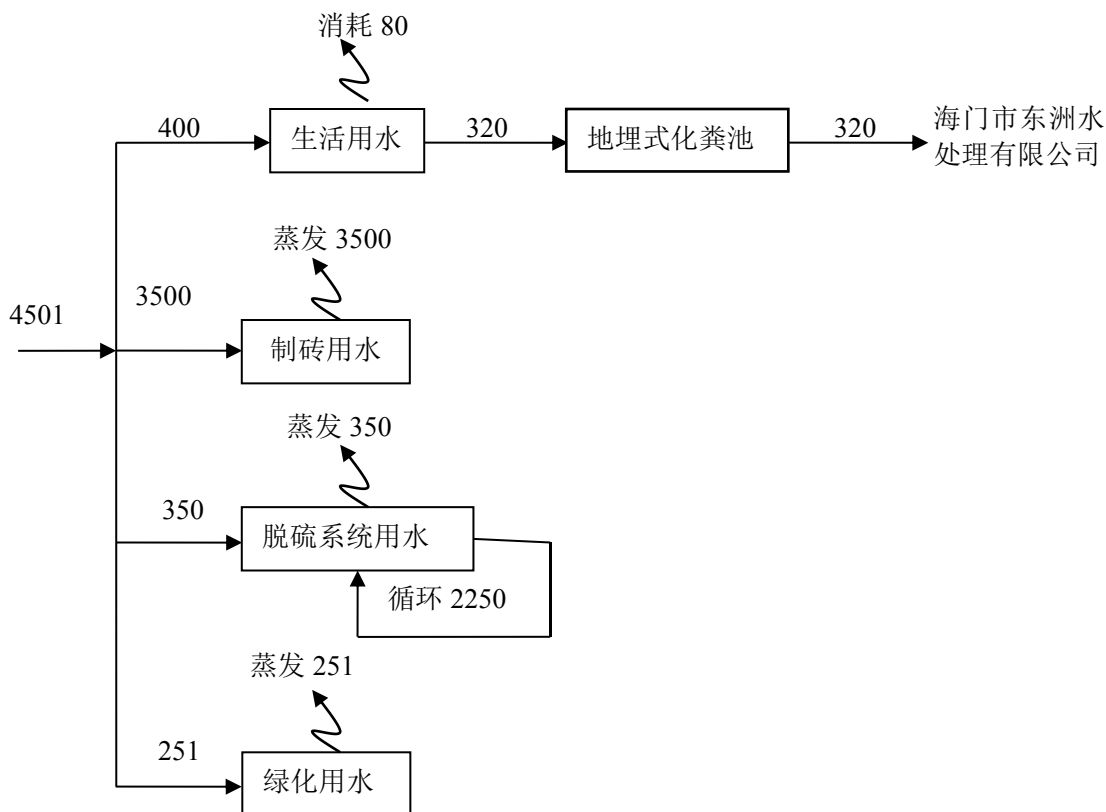 消耗 80
400
生活用水
320
地埋式化粪池
320
海门市东洲水
处理有限公司
蒸发 3500
3500
4501
制砖用水
蒸发 350
350
脱硫系统用水
循环 2250
蒸发 251
251
绿化用水